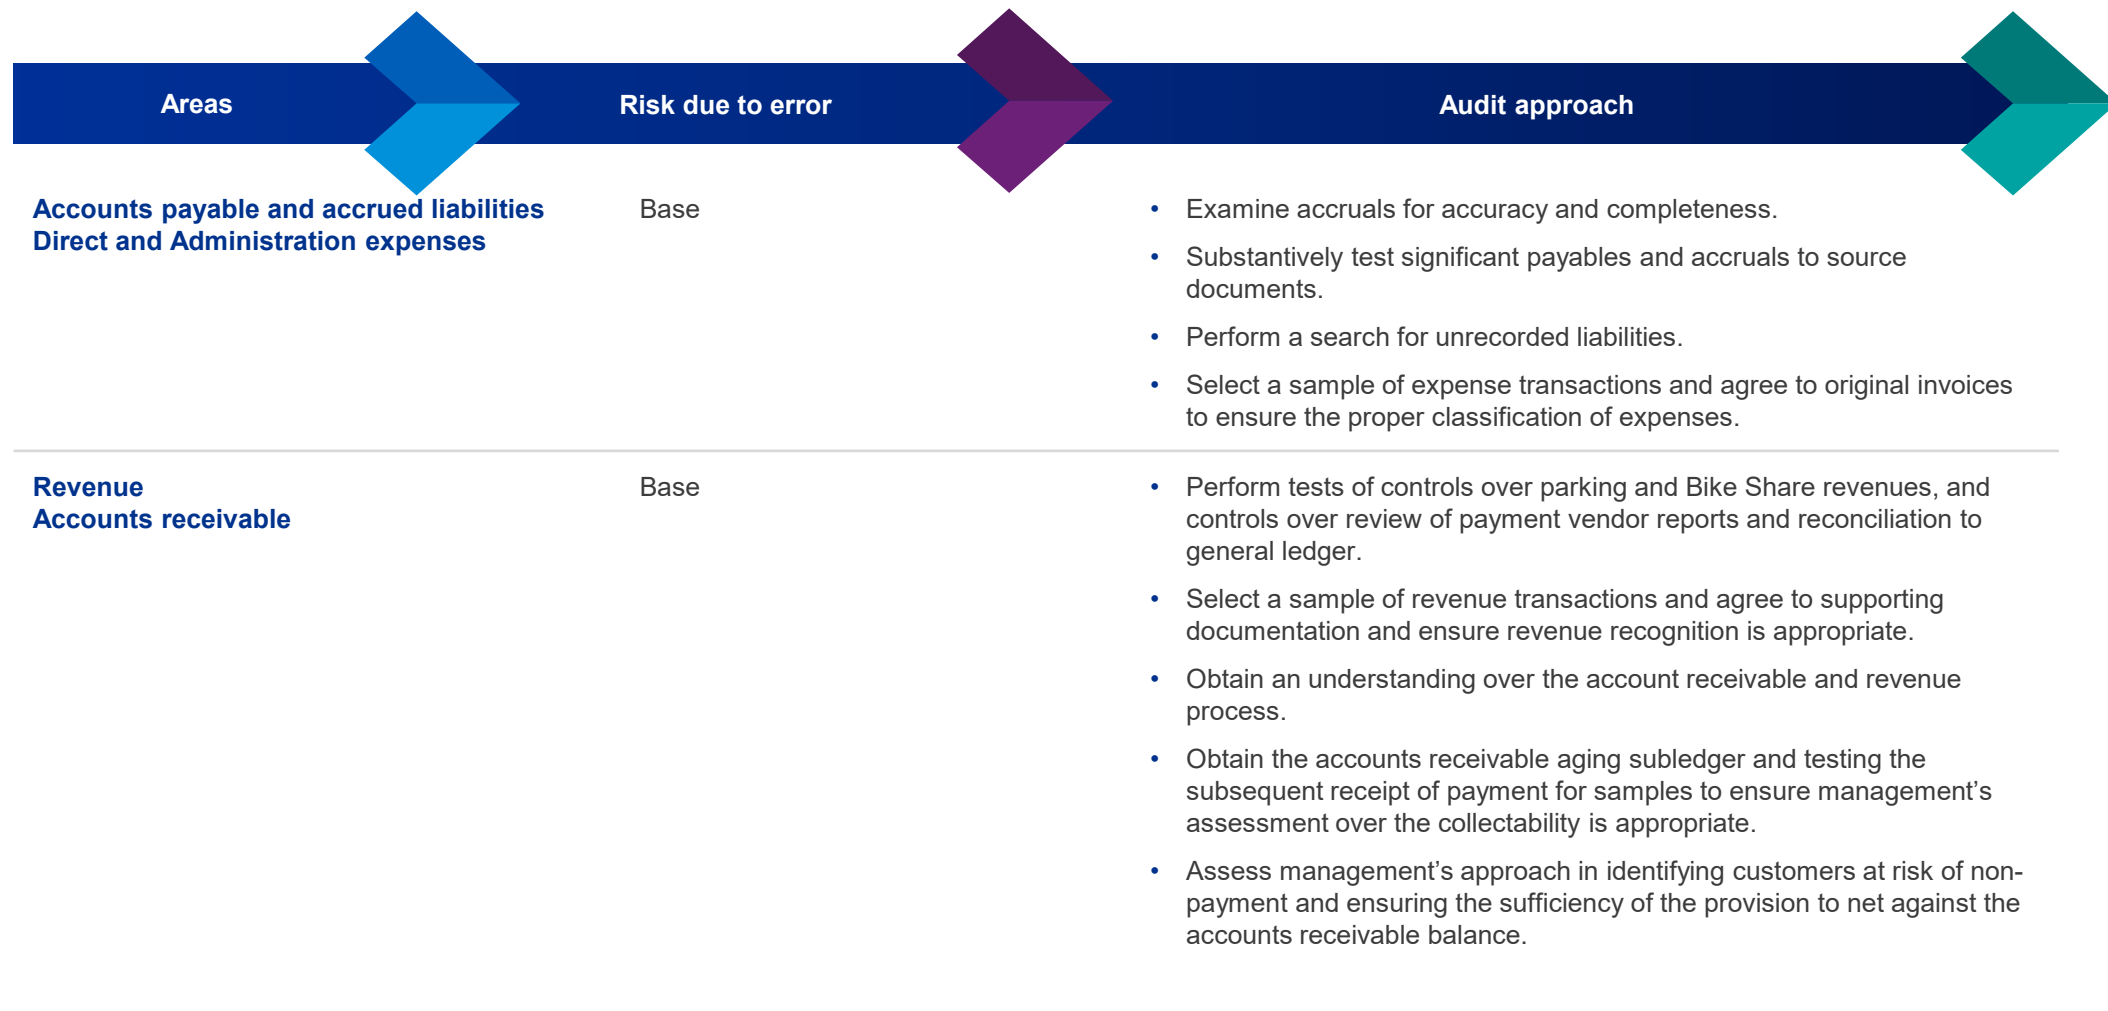 Areas
Risk due to error
Audit approach
Accounts payable and accrued liabilities
Direct and Administration expenses
Base
• Examine accruals for accuracy and completeness.
• Substantively test significant payables and accruals to source
documents.
• Perform a search for unrecorded liabilities.
• Select a sample of expense transactions and agree to original invoices
to ensure the proper classification of expenses.
Revenue
Accounts receivable
Base
• Perform tests of controls over parking and Bike Share revenues, and
controls over review of payment vendor reports and reconciliation to
general ledger.
• Select a sample of revenue transactions and agree to supporting
documentation and ensure revenue recognition is appropriate.
• Obtain an understanding over the account receivable and revenue
process.
• Obtain the accounts receivable aging subledger and testing the
subsequent receipt of payment for samples to ensure management’s
assessment over the collectability is appropriate.
• Assess management’s approach in identifying customers at risk of non-
payment and ensuring the sufficiency of the provision to net against the
accounts receivable balance.